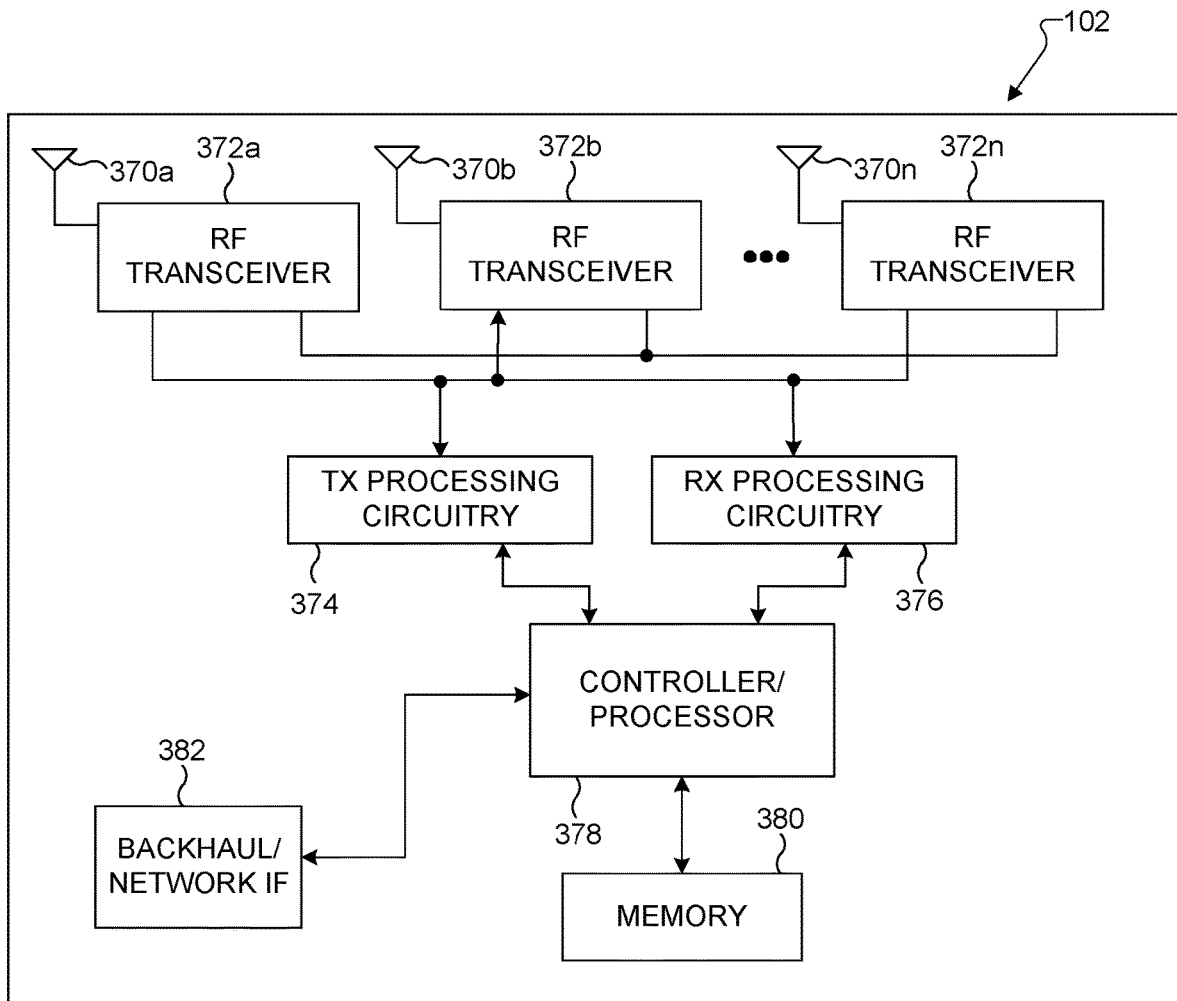 102
372a
372b
372n
370a
370b
370n
RF
TRANSCEIVER
RF
TRANSCEIVER
RF
TRANSCEIVER
TX PROCESSING
CIRCUITRY
RX PROCESSING
CIRCUITRY
374
376
CONTROLLER/
PROCESSOR
382
378
380
BACKHAUL/
NETWORK IF
MEMORY